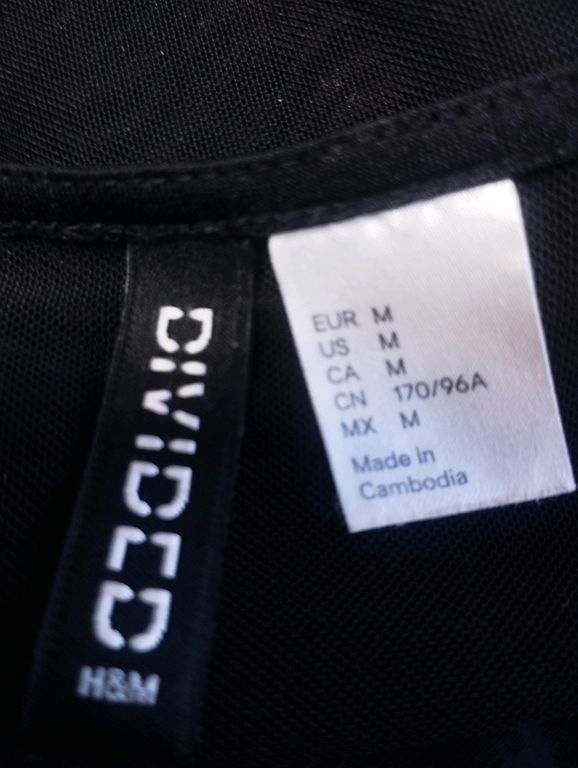 DIVIDED
H&M
EUR M
US M
CA M
CN 170/96A
MX M
Made in
Cambodia